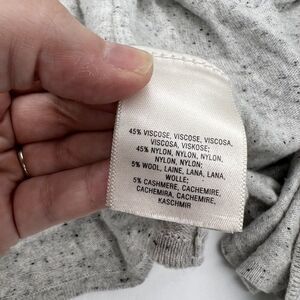 45% VISCOSE, VISCOSE, VISCOSA,
VISCOSA, VISKOSE;
45% NYLON, NYLON, NYLON,
NYLON, NYLON;
5% WOOL, LAINE, LANA, LANA,
WOLLE;
5% CASHMERE, CACHEMIRE,
CACHEMIRA, CACHEMIRE,
KASCHMIR